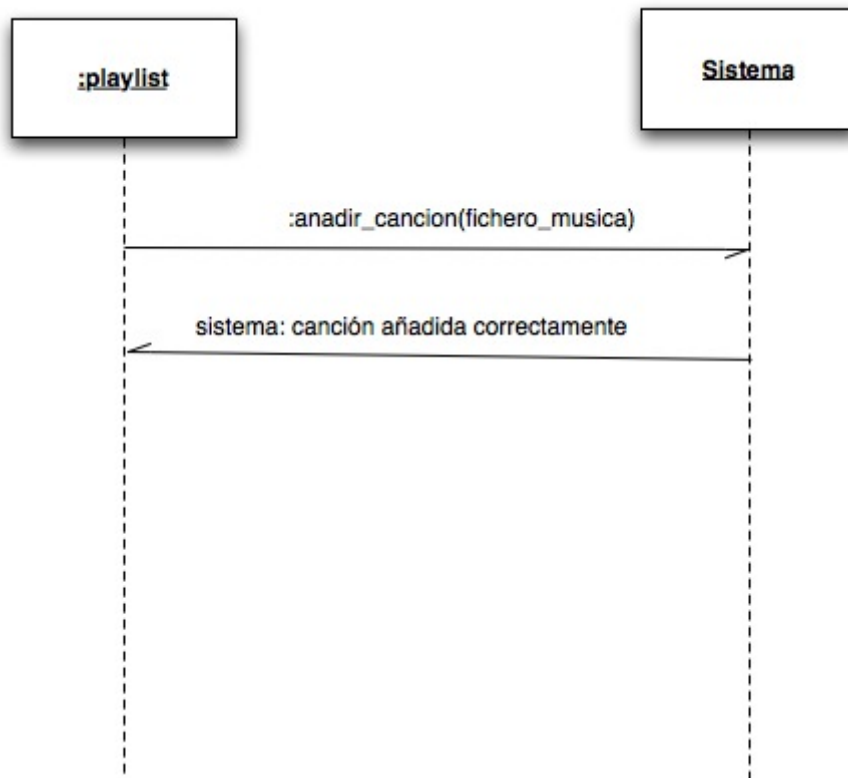 :playlist
Sistema
:anadir_cancion(fichero_musica)
sistema: canción añadida correctamente